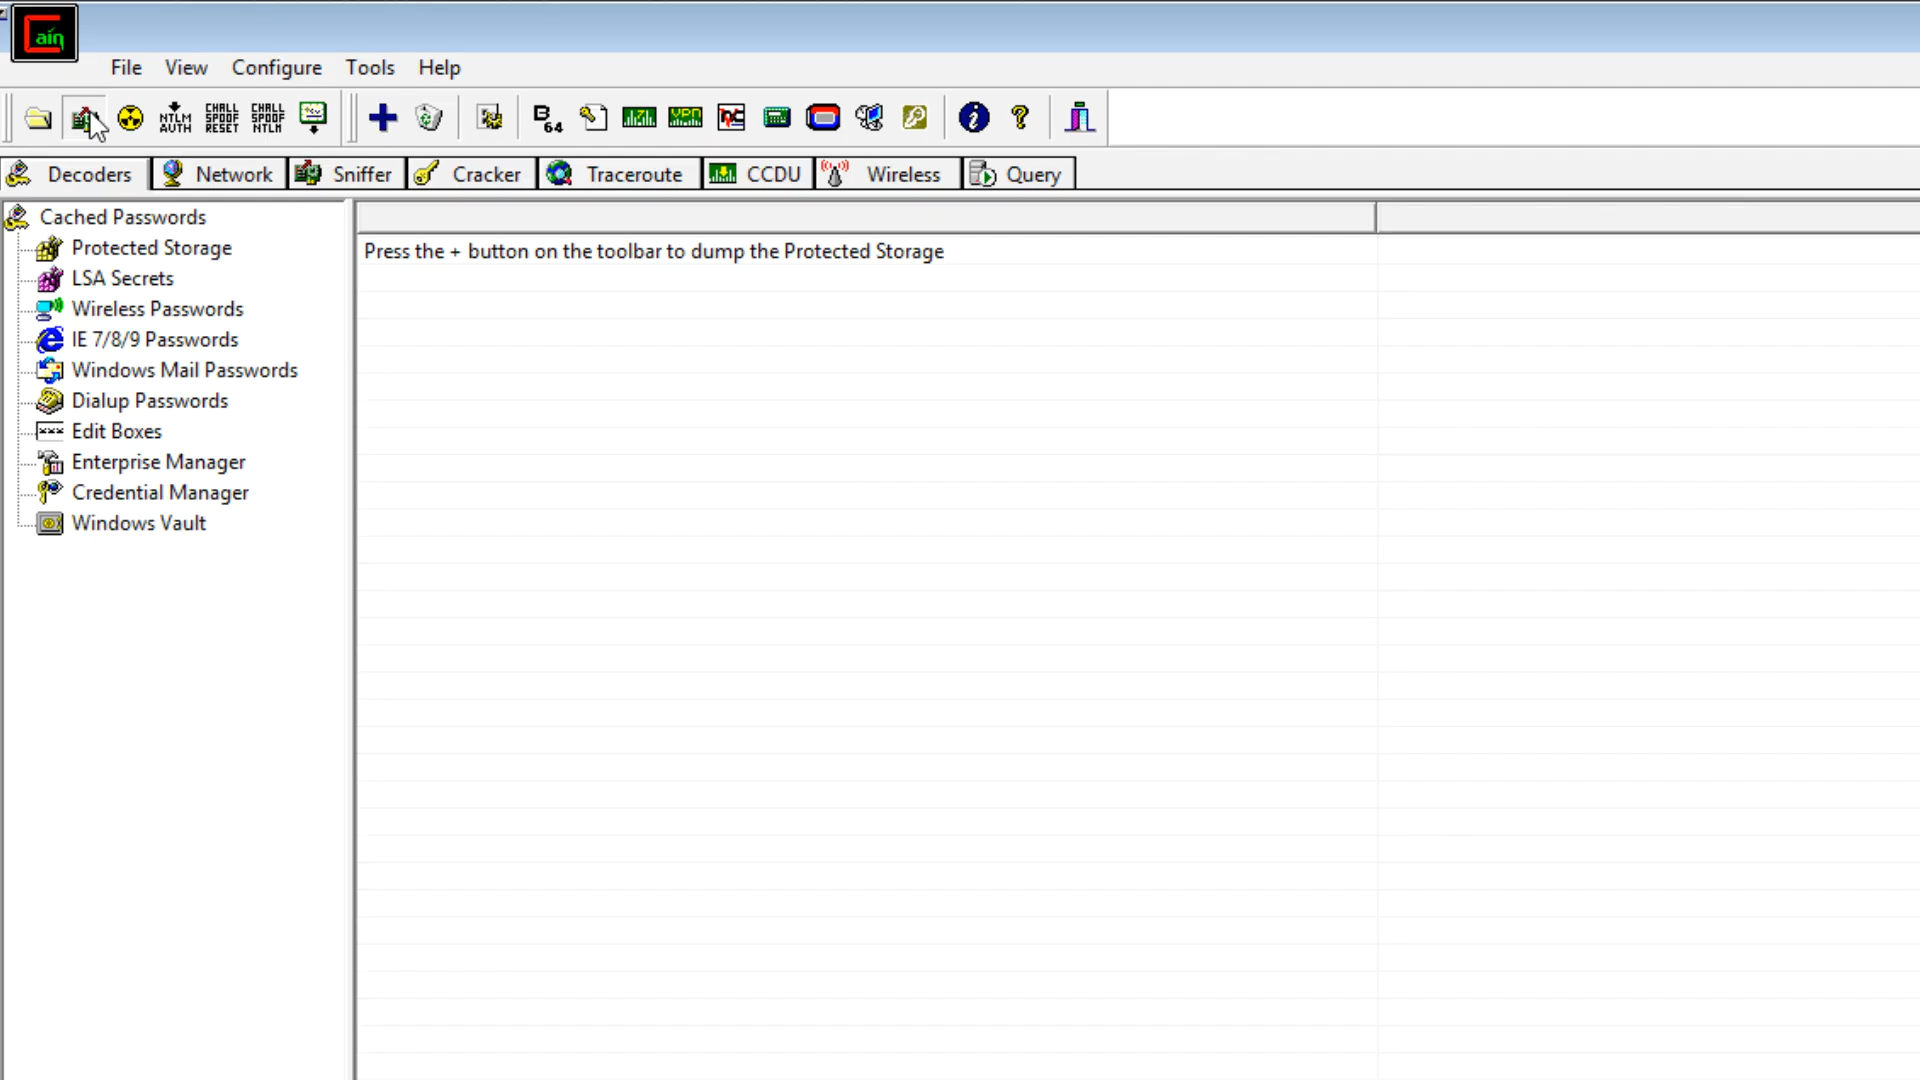 Cain
File View Configure Tools Help
NTLM AUTH CHALL SPOOF RESET CHALL SPOOF NTLM B 64 VPN
Decoders Network Sniffer Cracker Traceroute CCDU Wireless Query
Cached Passwords
Protected Storage
LSA Secrets
Wireless Passwords
IE 7/8/9 Passwords
Windows Mail Passwords
Dialup Passwords
Edit Boxes
Enterprise Manager
Credential Manager
Windows Vault
Press the + button on the toolbar to dump the Protected Storage